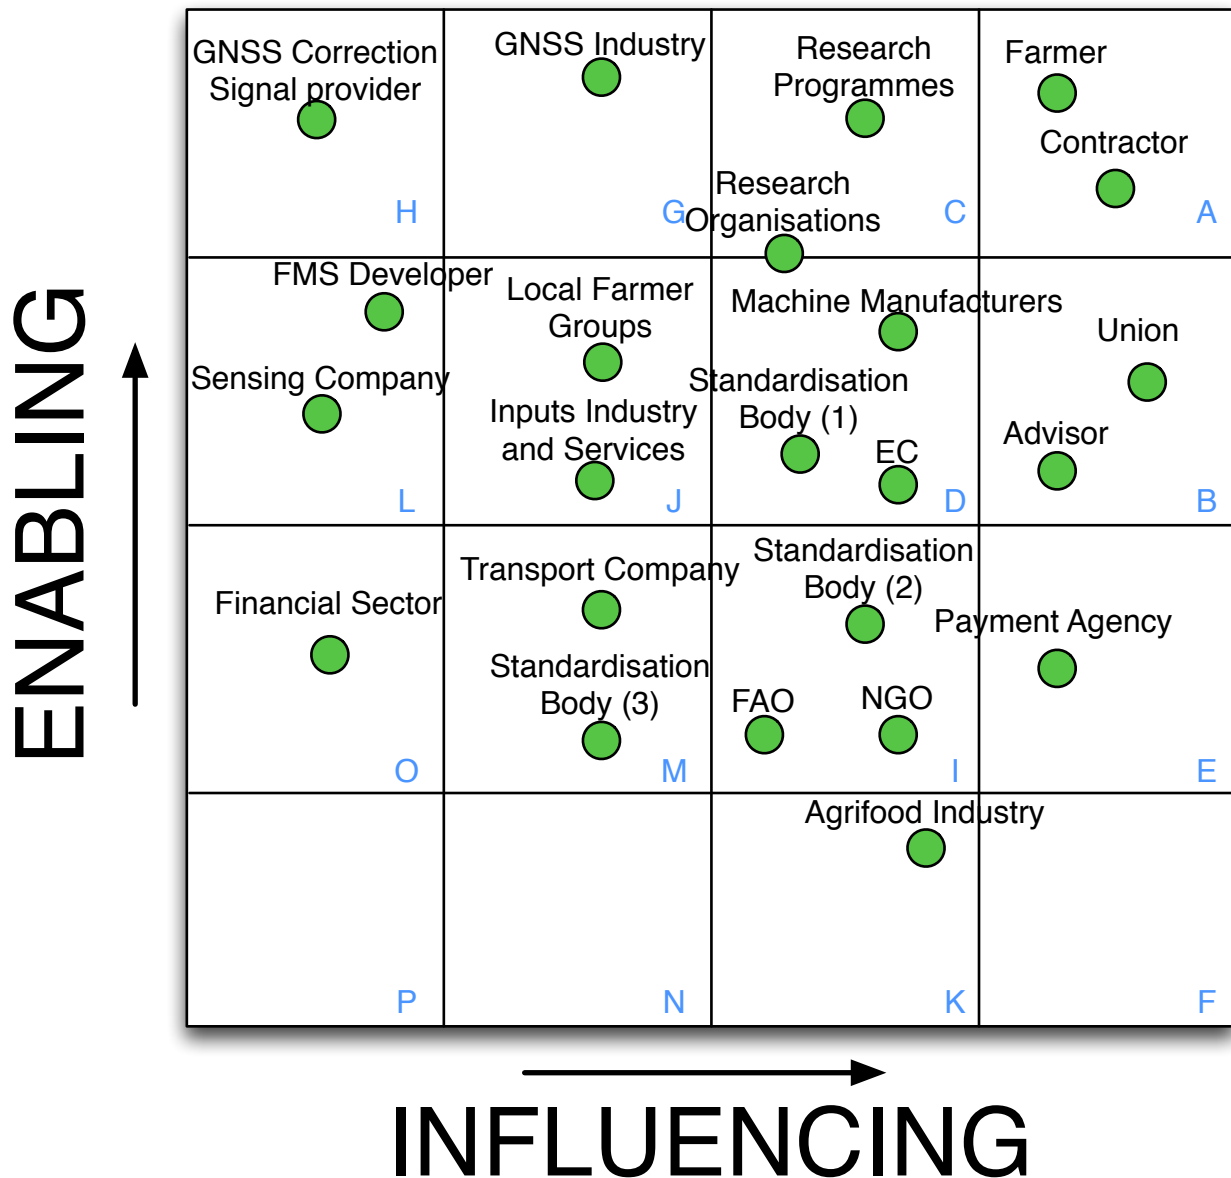 GNSS Correction
Signal provider
H
GNSS Industry
G
Research
Programmes
Research
Organisations
C
Farmer
Contractor
A
FMS Developer
Sensing Company
L
Local Farmer
Groups
Inputs Industry
and Services
J
Machine Manufacturers
Standardisation
Body (1)
EC
D
Union
Advisor
B
Financial Sector
O
Transport Company
Standardisation
Body (3)
M
Standardisation
Body (2)
FAO
NGO
I
Payment Agency
E
P
N
Agrifood Industry
K
F
ENABLING
INFLUENCING